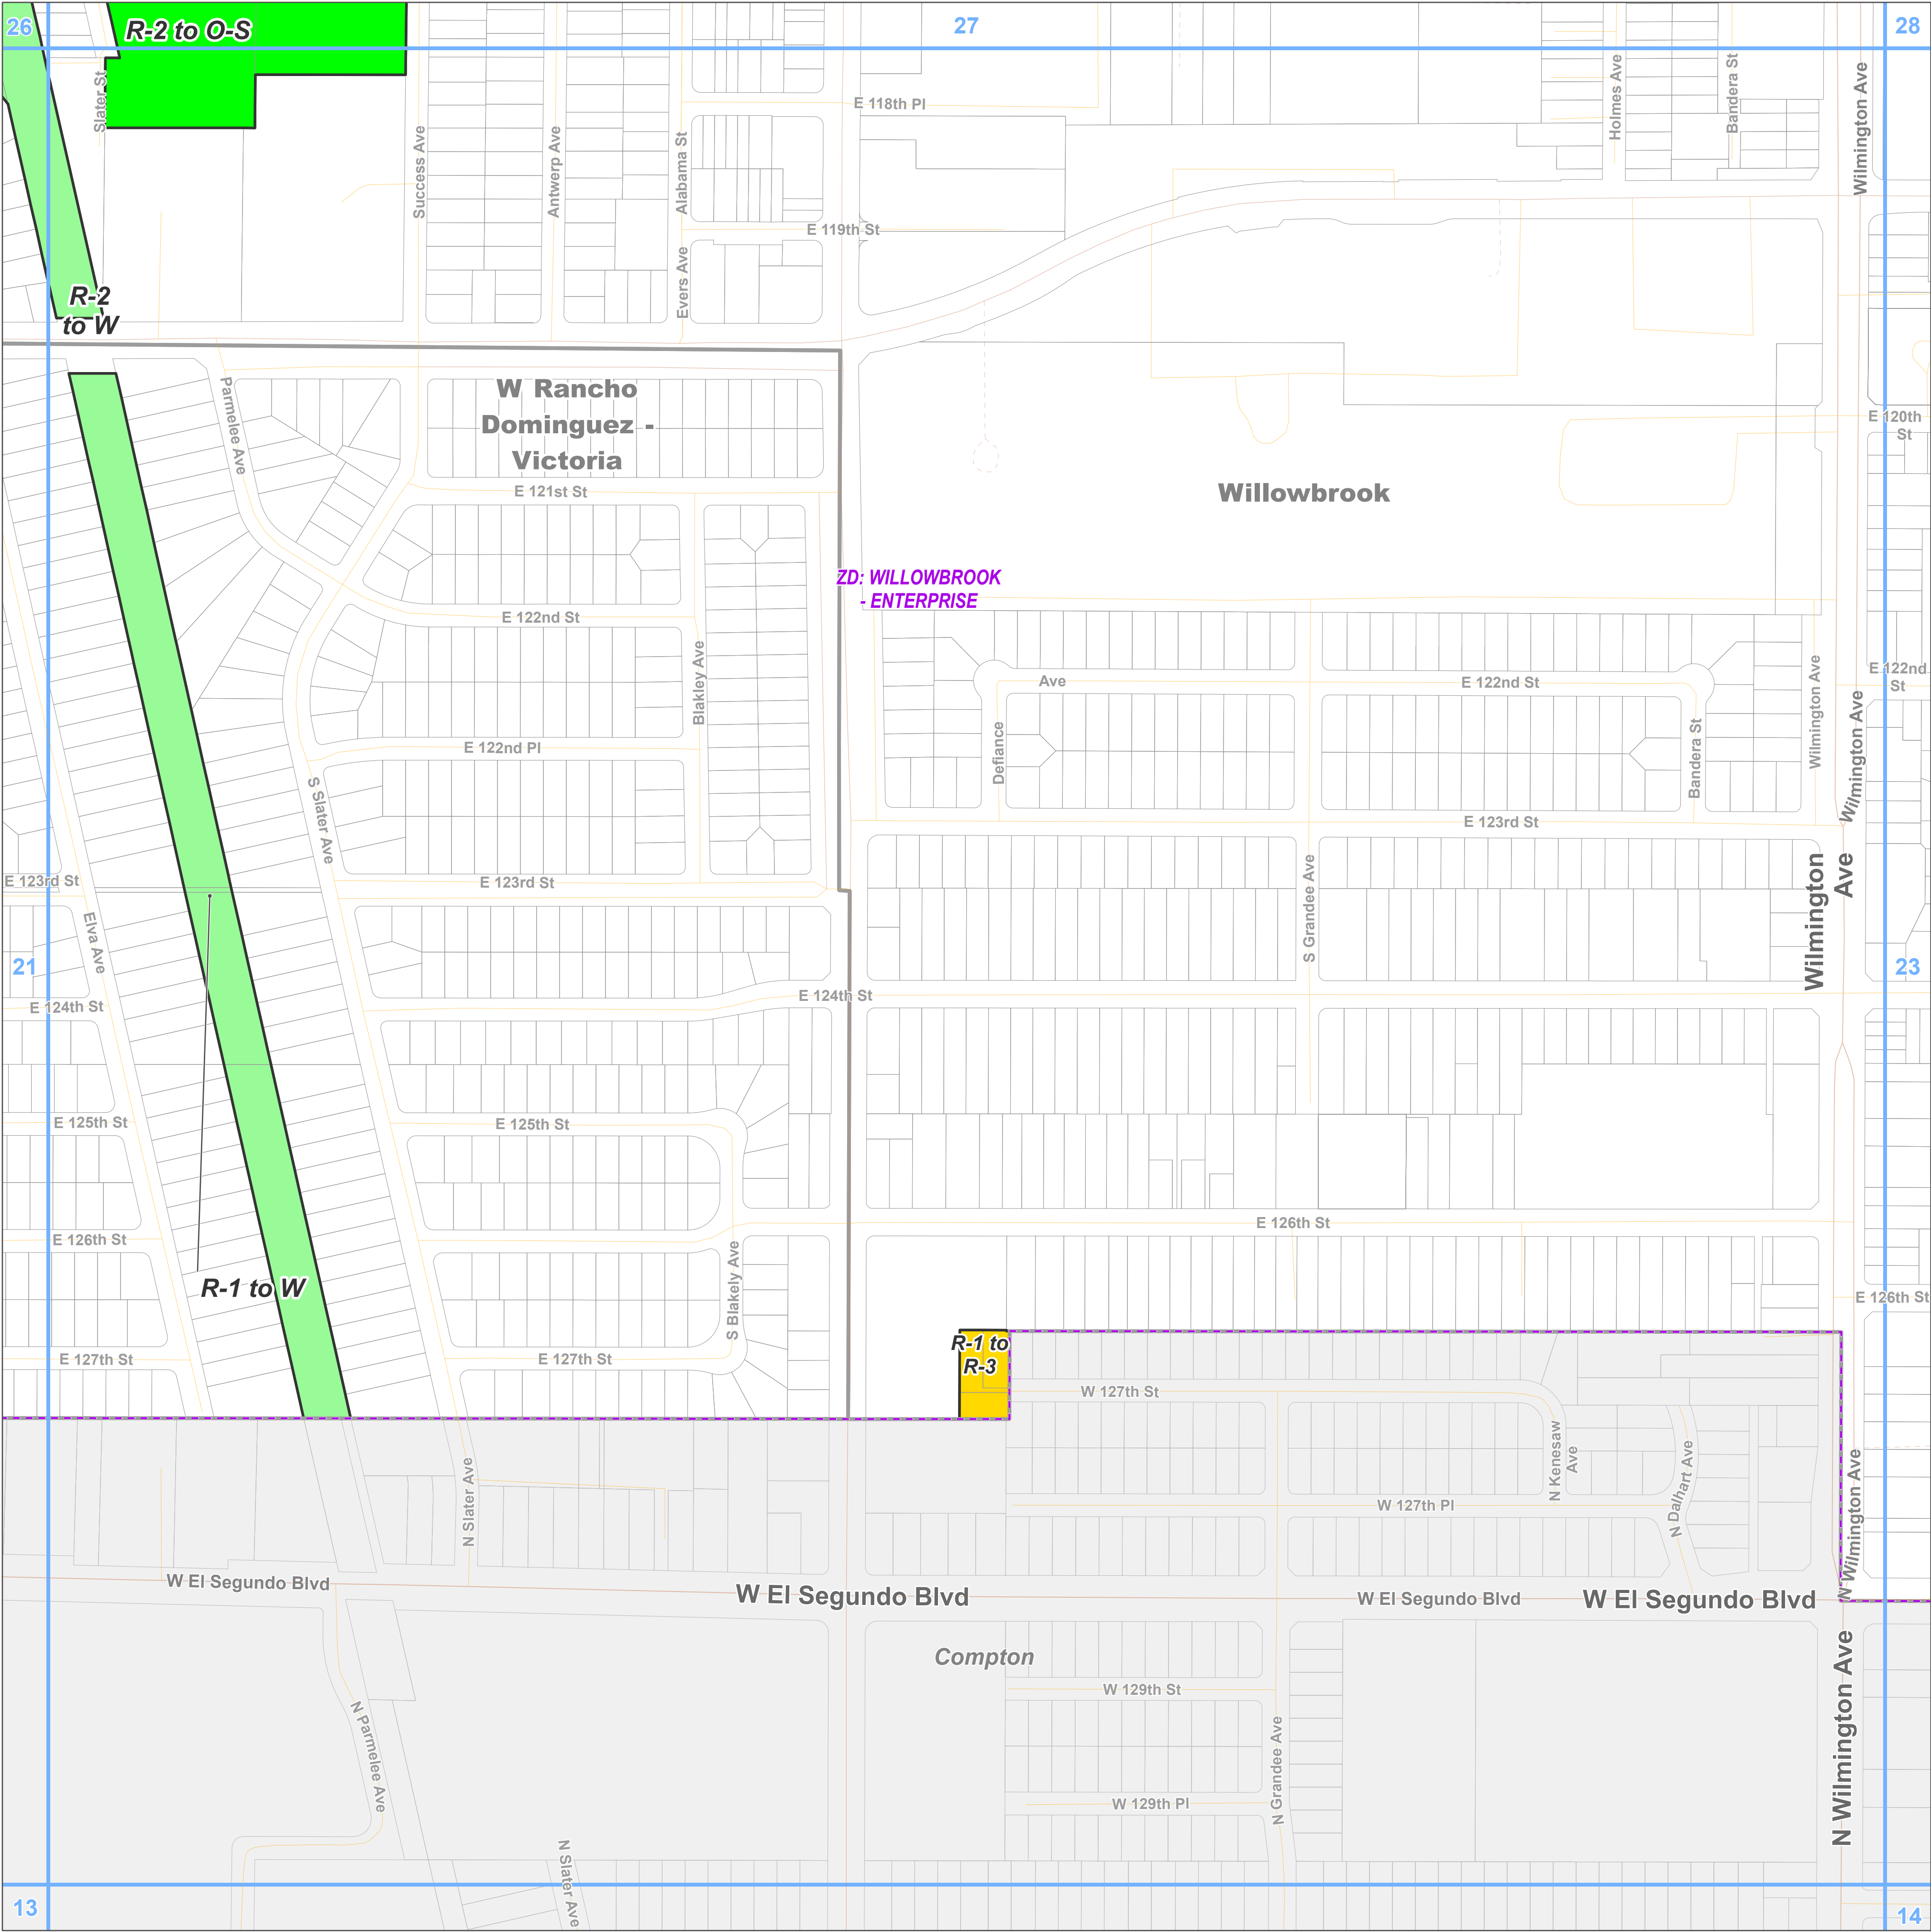 26
R-2 to O-S
27
28
Slater St
Success Ave
Antwerp Ave
Alabama St
Evers Ave
E 118th Pl
E 119th St
Holmes Ave
Bandera St
Wilmington Ave
R-2
to W
W Rancho
Dominguez -
Victoria
Parmelee Ave
E 121st St
Willowbrook
E 120th
St
ZD: WILLOWBROOK
- ENTERPRISE
E 122nd St
Blakley Ave
Ave
E 122nd St
E 122nd
St
Defiance
Bandera St
Wilmington Ave
Wilmington Ave
E 122nd Pl
S Slater Ave
E 123rd St
E 123rd St
E 123rd St
S Grandee Ave
Wilmington
Ave
Elva Ave
21
23
E 124th St
E 124th St
E 125th St
E 125th St
E 126th St
E 126th St
S Blakely Ave
R-1 to W
E 126th St
E 127th St
E 127th St
R-1 to
R-3
W 127th St
N Kenesaw
Ave
N Dalhart Ave
N Wilmington Ave
N Slater Ave
W 127th Pl
W El Segundo Blvd
W El Segundo Blvd
W El Segundo Blvd
W El Segundo Blvd
Compton
N Wilmington Ave
W 129th St
N Parmelee Ave
N Grandee Ave
W 129th Pl
N Slater Ave
13
14